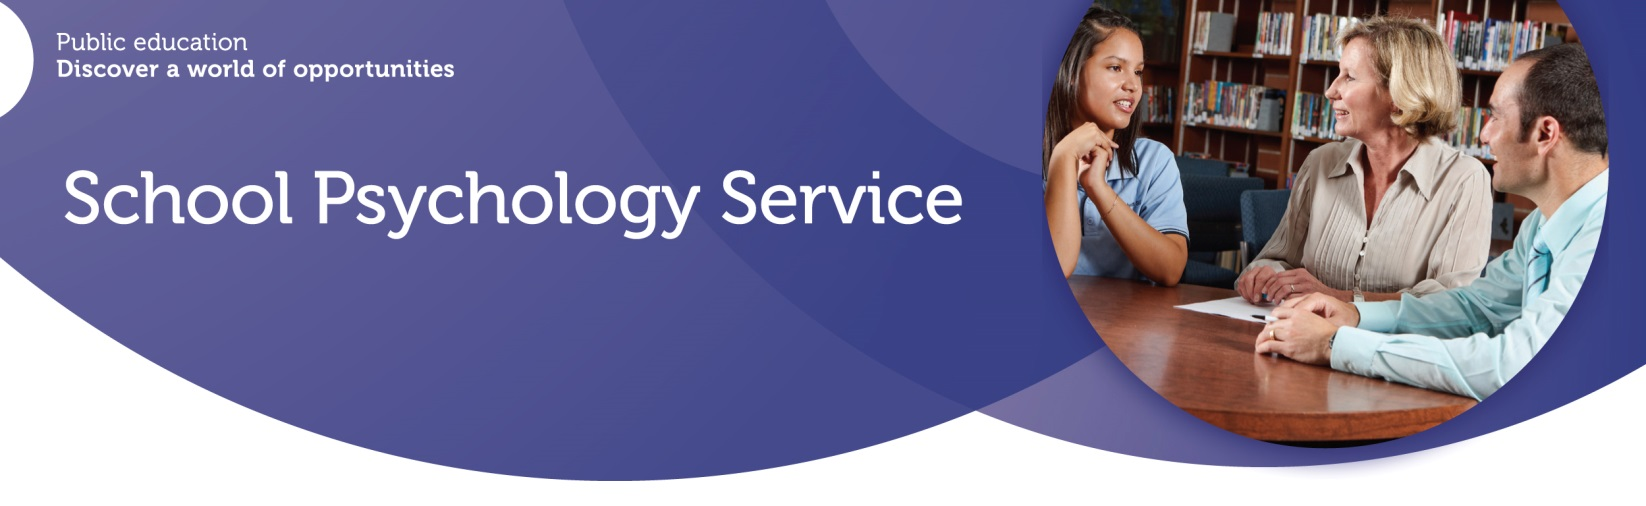 Public education
Discover a world of opportunities
School Psychology Service